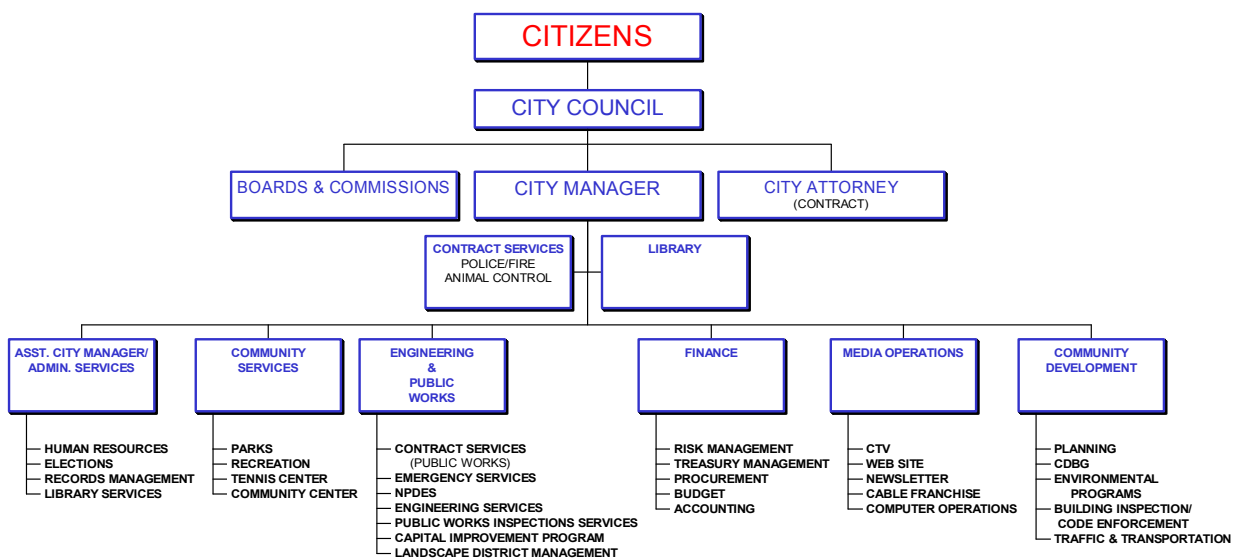 CITIZENS
CITY COUNCIL
BOARDS & COMMISSIONS
CITY MANAGER
CITY ATTORNEY
(CONTRACT)
CONTRACT SERVICES
POLICE/FIRE
ANIMAL CONTROL
LIBRARY
ASST. CITY MANAGER/
ADMIN. SERVICES
COMMUNITY
SERVICES
ENGINEERING
&
PUBLIC
WORKS
FINANCE
MEDIA OPERATIONS
COMMUNITY
DEVELOPMENT
HUMAN RESOURCES
ELECTIONS
RECORDS MANAGEMENT
LIBRARY SERVICES
PARKS
RECREATION
TENNIS CENTER
COMMUNITY CENTER
CONTRACT SERVICES
(PUBLIC WORKS)
EMERGENCY SERVICES
NPDES
ENGINEERING SERVICES
PUBLIC WORKS INSPECTIONS SERVICES
CAPITAL IMPROVEMENT PROGRAM
LANDSCAPE DISTRICT MANAGEMENT
RISK MANAGEMENT
TREASURY MANAGEMENT
PROCUREMENT
BUDGET
ACCOUNTING
CTV
WEB SITE
NEWSLETTER
CABLE FRANCHISE
COMPUTER OPERATIONS
PLANNING
CDBG
ENVIRONMENTAL
PROGRAMS
BUILDING INSPECTION/
CODE ENFORCEMENT
TRAFFIC & TRANSPORTATION